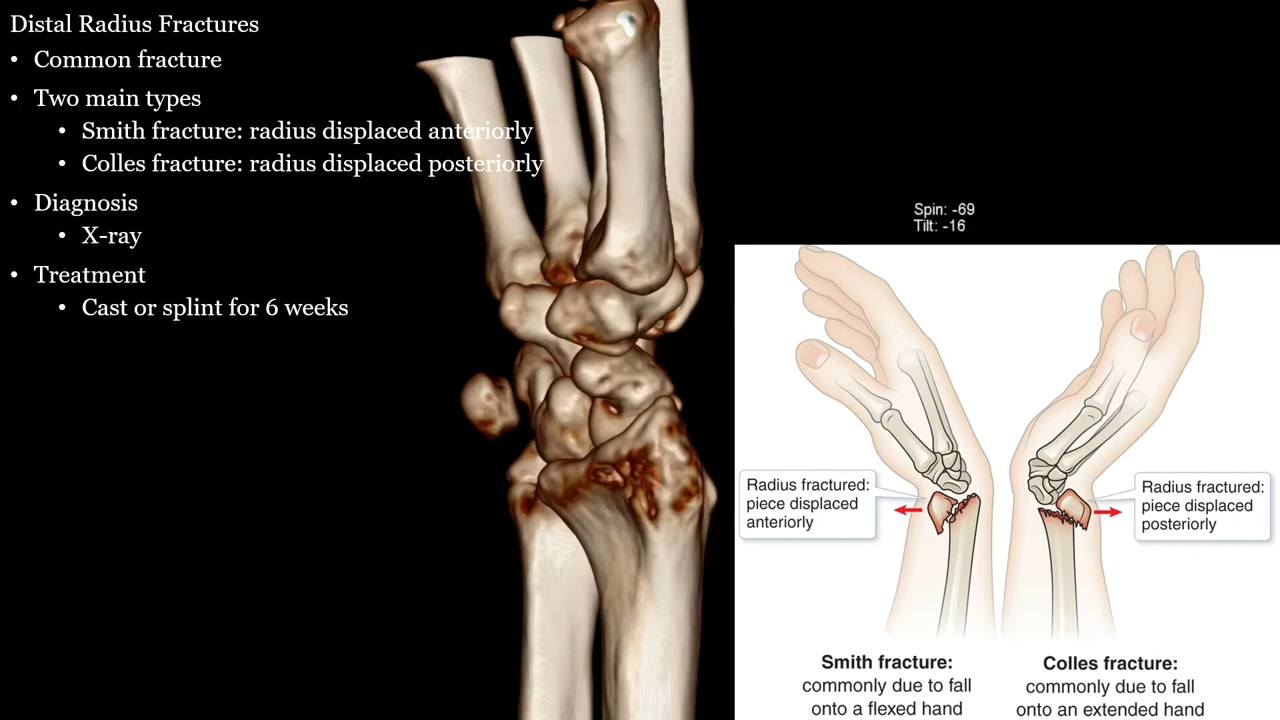 Distal Radius Fractures
• Common fracture
• Two main types
• Smith fracture: radius displaced anteriorly
• Colles fracture: radius displaced posteriorly
• Diagnosis
• X-ray
• Treatment
• Cast or splint for 6 weeks
Spin: -69
Tilt: -16
Radius fractured:
piece displaced
anteriorly
Radius fractured:
piece displaced
posteriorly
Smith fracture:
commonly due to fall
onto a flexed hand
Colles fracture:
commonly due to fall
onto an extended hand